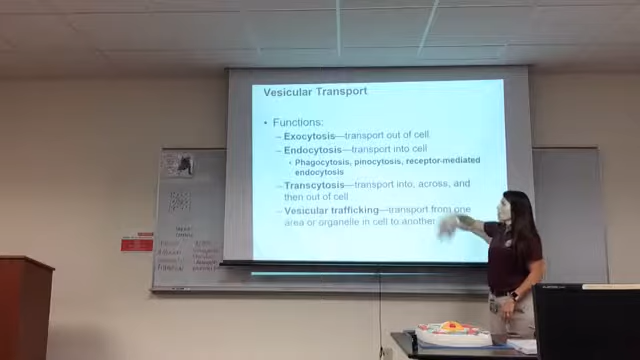 Vesicular Transport
• Functions:
– Exocytosis—transport out of cell
– Endocytosis—transport into cell
• Phagocytosis, pinocytosis, receptor-mediated
endocytosis
– Transcytosis—transport into, across, and
then out of cell
– Vesicular trafficking—transport from one
area or organelle in cell to another